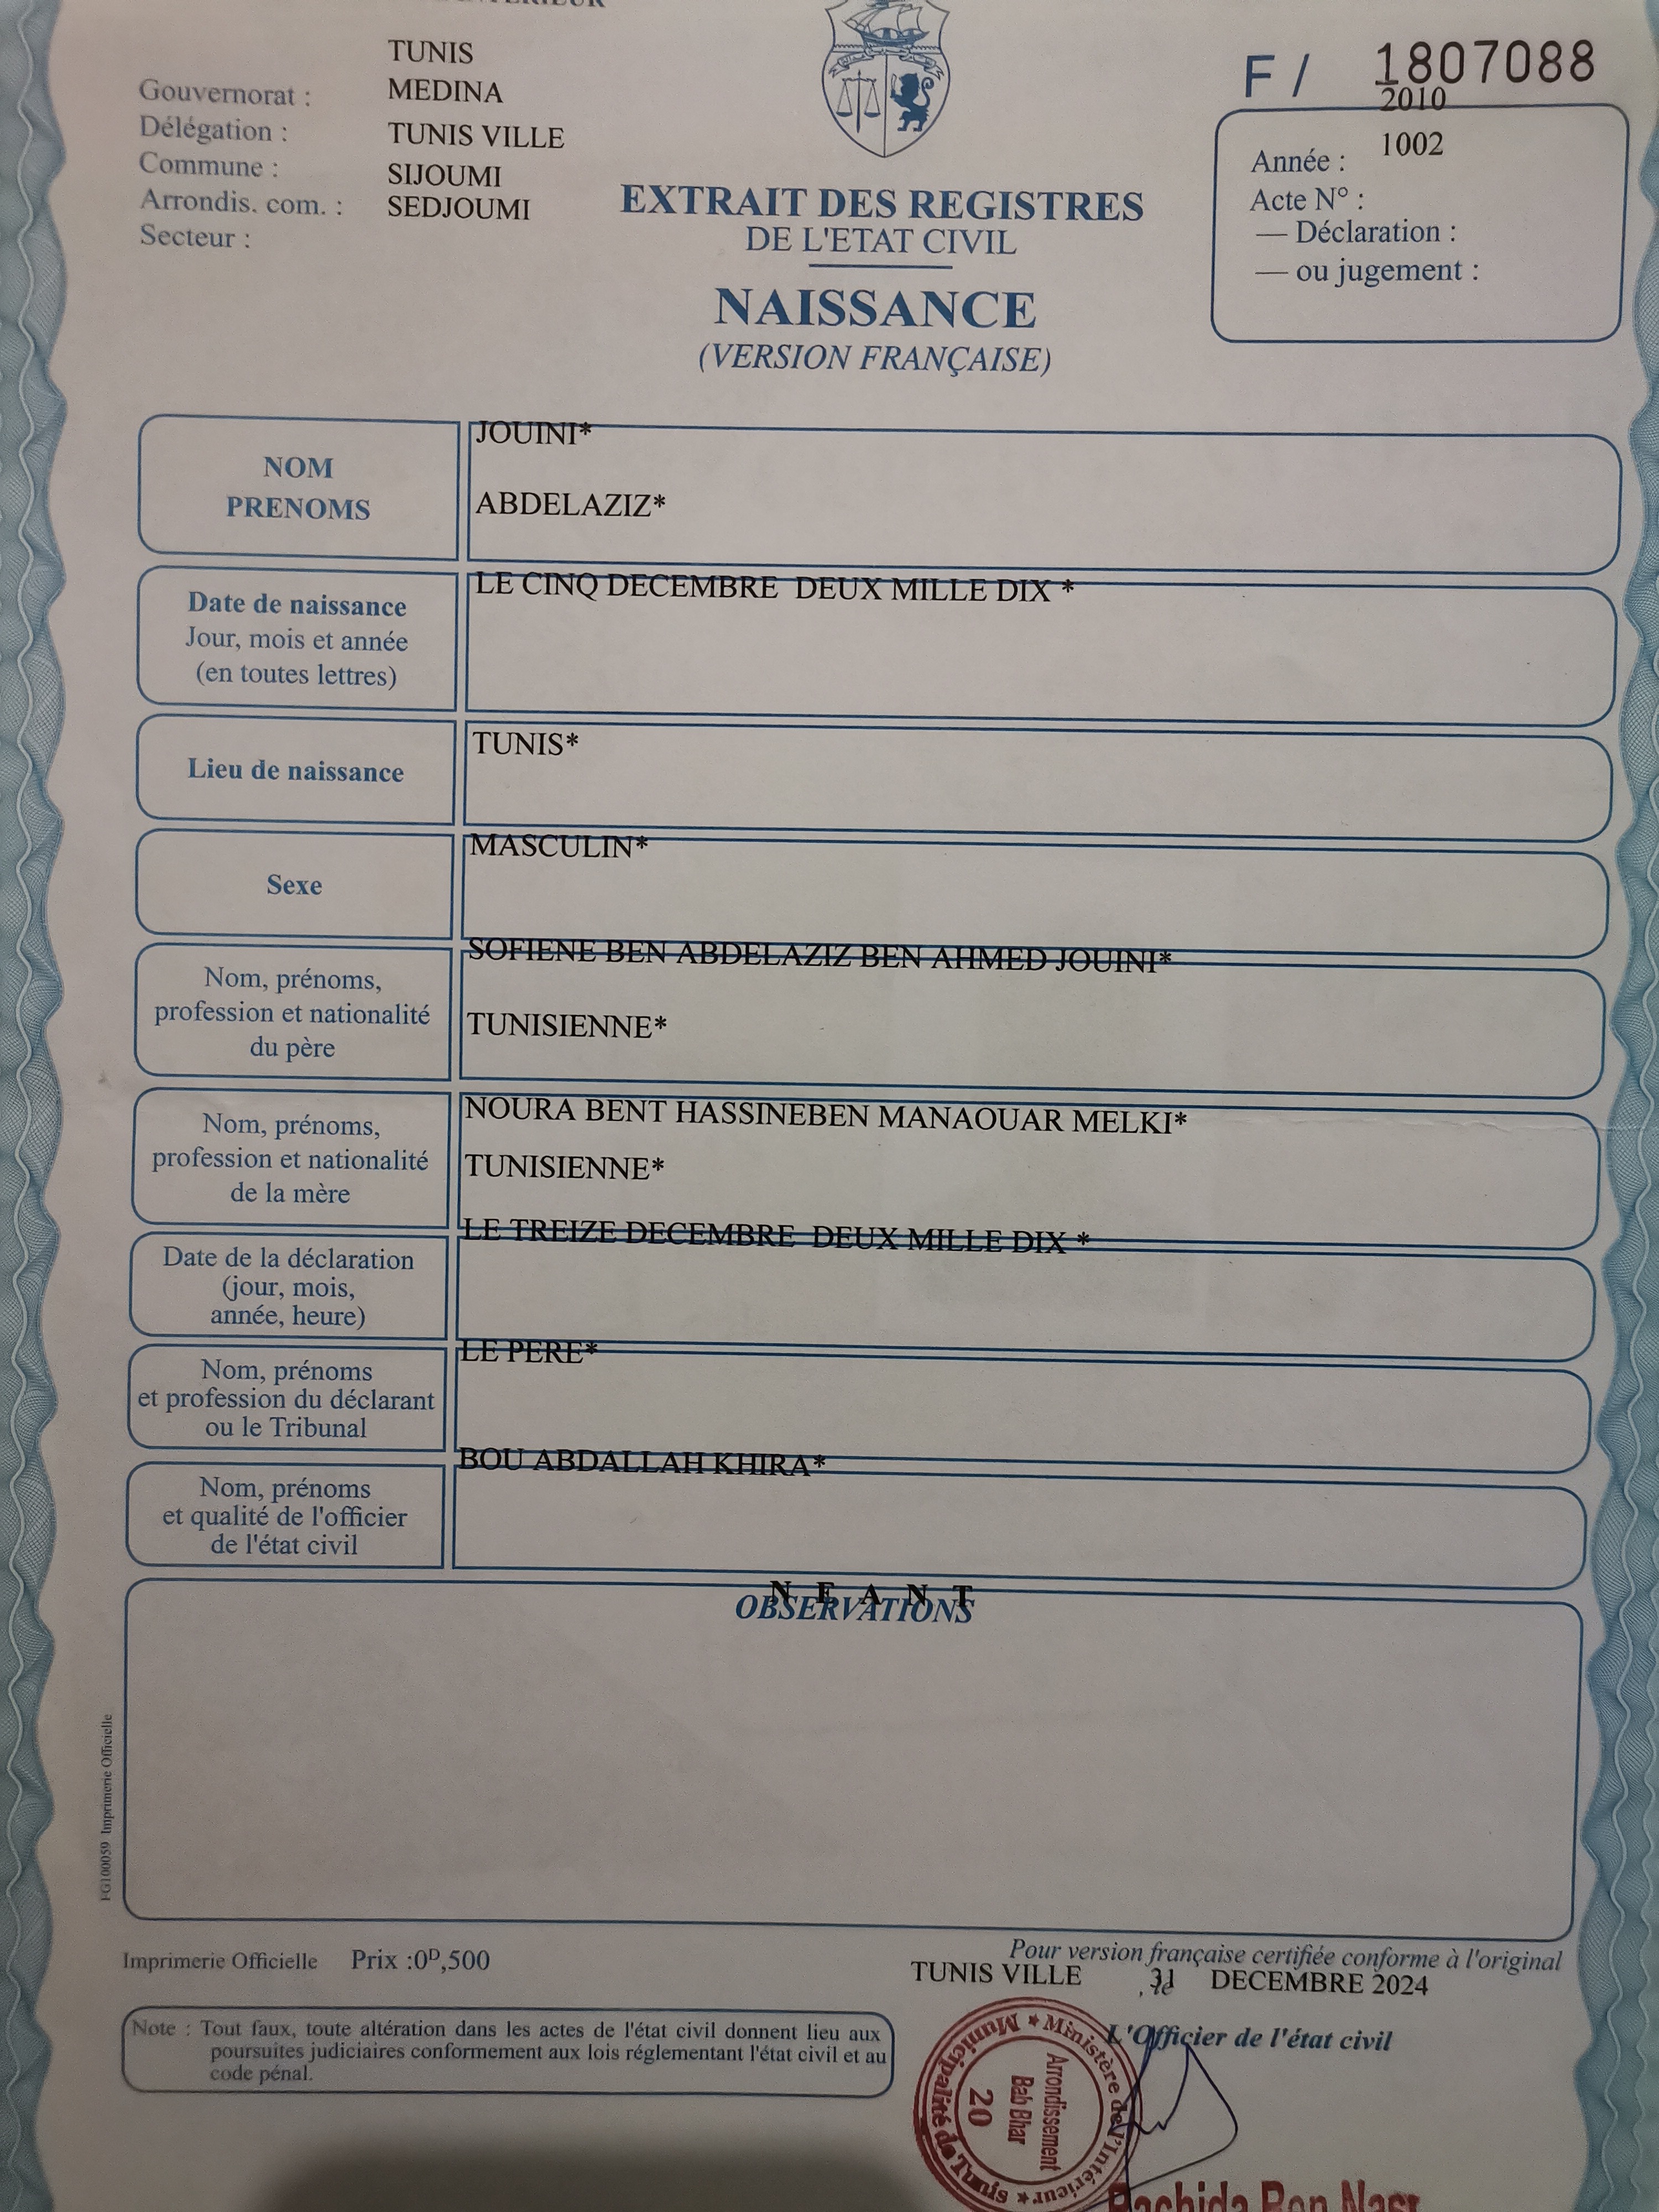 TUNIS
Gouvernorat : MEDINA
Délégation : TUNIS VILLE
Commune : SIJOUMI
Arrondis. com. : SEDJOUMI
Secteur :
F / 1807088
2010
Année : 1002
Acte N° :
— Déclaration :
— ou jugement :
EXTRAIT DES REGISTRES
DE L'ETAT CIVIL
NAISSANCE
(VERSION FRANÇAISE)
NOM
PRENOMS
JOUINI*
ABDELAZIZ*
Date de naissance
Jour, mois et année
(en toutes lettres)
LE CINQ DECEMBRE DEUX MILLE DIX *
Lieu de naissance
TUNIS*
Sexe
MASCULIN*
Nom, prénoms,
profession et nationalité
du père
SOFIENE BEN ABDELAZIZ BEN AHMED JOUINI*
TUNISIENNE*
Nom, prénoms,
profession et nationalité
de la mère
NOURA BENT HASSINEBEN MANAOUAR MELKI*
TUNISIENNE*
Date de la déclaration
(jour, mois,
année, heure)
LE TREIZE DECEMBRE DEUX MILLE DIX *
Nom, prénoms
et profession du déclarant
ou le Tribunal
LE PERE*
Nom, prénoms
et qualité de l'officier
de l'état civil
BOU ABDALLAH KHIRA*
N E A N T
OBSERVATIONS
FG100059 Imprimerie Officielle
Imprimerie Officielle Prix :0ᴰ,500
Pour version française certifiée conforme à l'original
TUNIS VILLE , le 31 DECEMBRE 2024
L'Officier de l'état civil
Note : Tout faux, toute altération dans les actes de l'état civil donnent lieu aux
poursuites judiciaires conformement aux lois réglementant l'état civil et au
code pénal.
★ Ministère de l'Intérieur ★ Municipalité de Tunis
Arrondissement
Bab Bhar
20
Rachida Ben Nasr